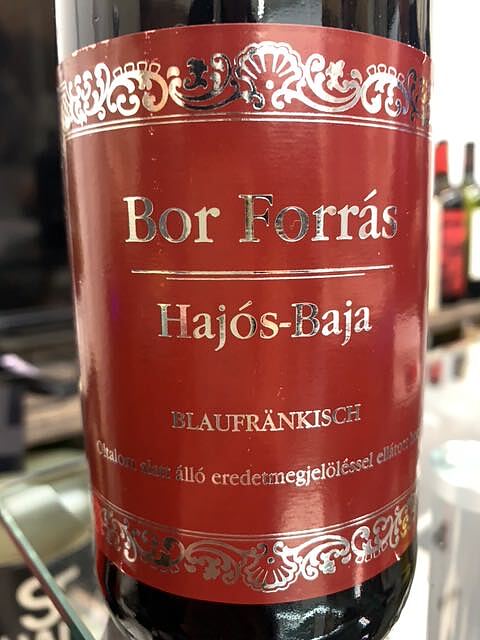 Bor Forrás
Hajós-Baja
BLAUFRÄNKISCH
Oltalom alatt álló eredetmegjelöléssel ellátott